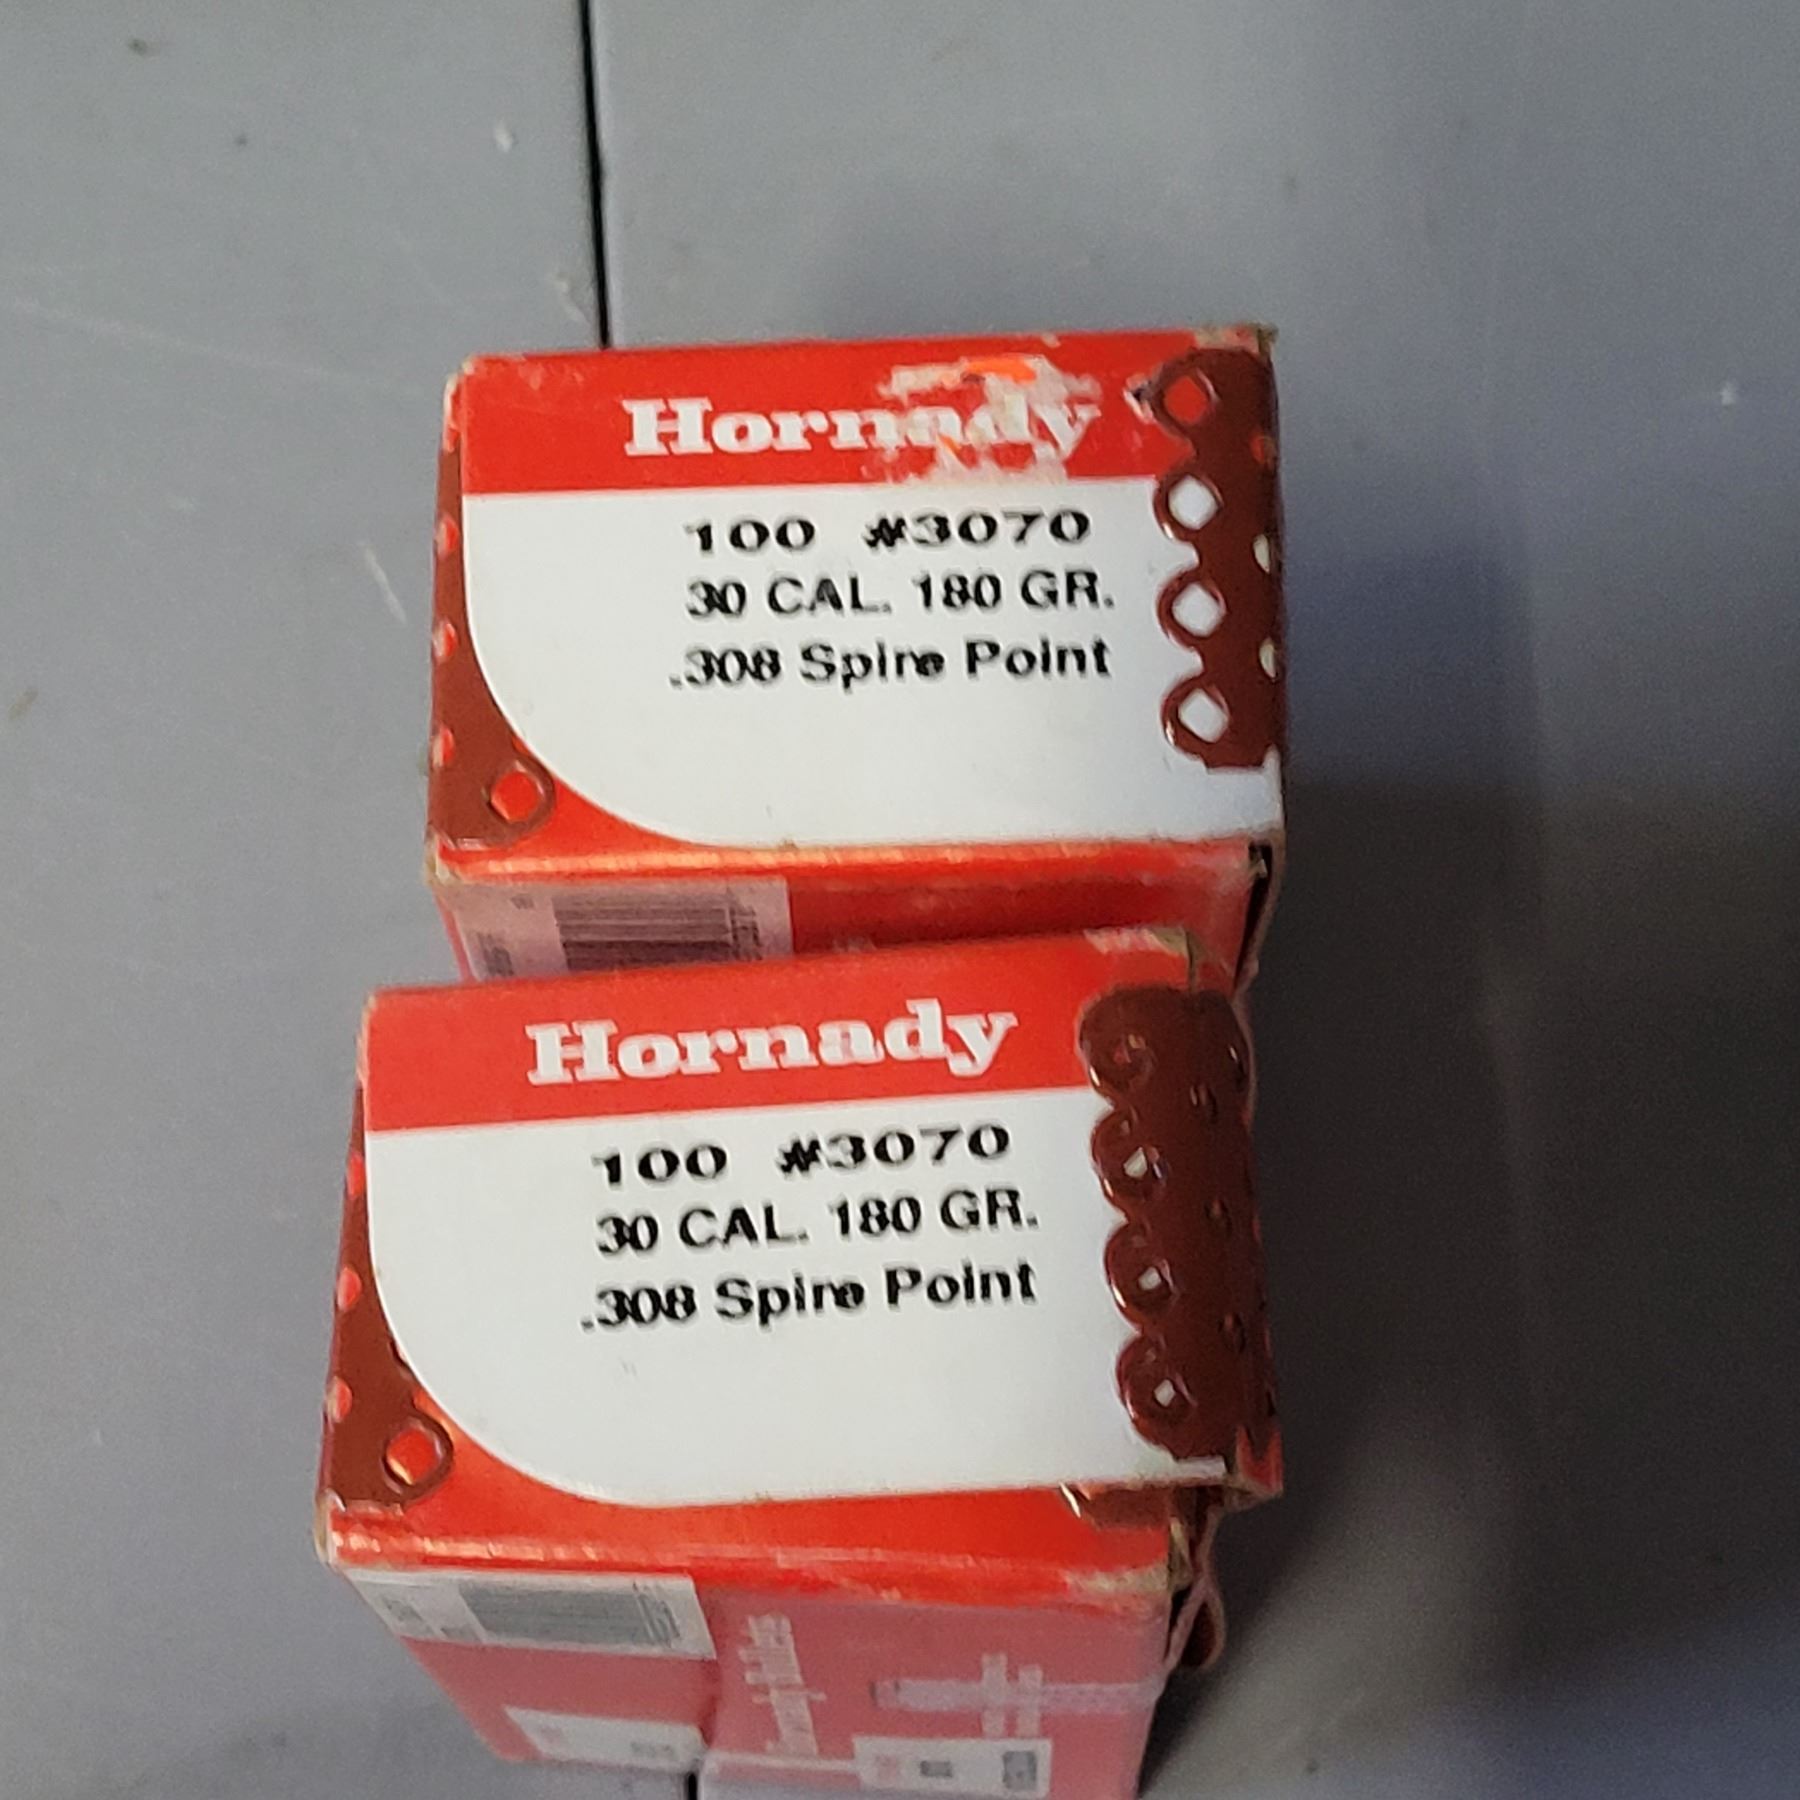 Hornady
100 #3070
30 CAL. 180 GR.
.308 Spire Point
Hornady
100 #3070
30 CAL. 180 GR.
.308 Spire Point